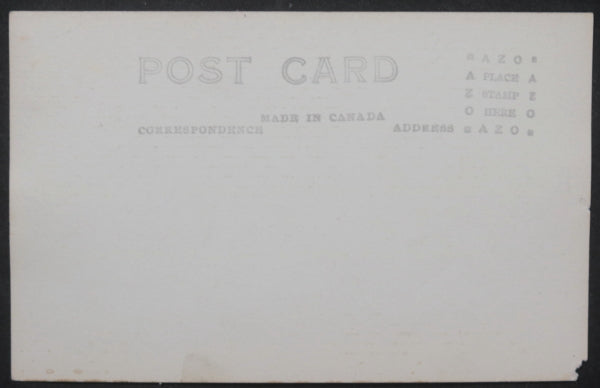 POST CARD
MADE IN CANADA
CORRESPONDENCE
ADDRESS
AZO
A PLACE A
Z STAMP Z
O HERE O
AZO